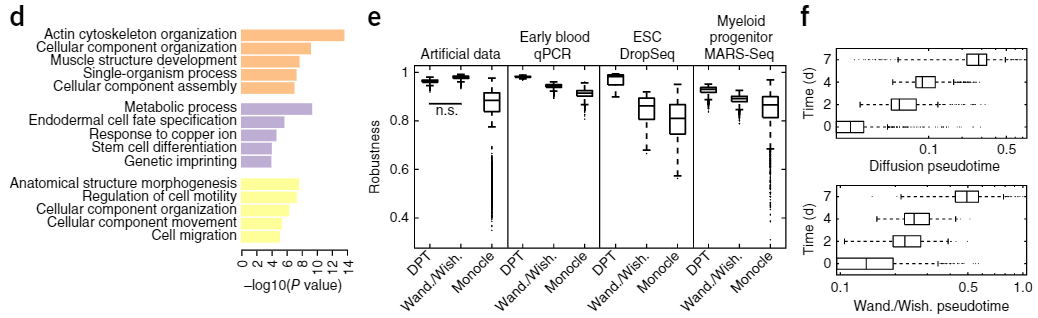 d
Actin cytoskeleton organization
Cellular component organization
Muscle structure development
Single-organism process
Cellular component assembly
Metabolic process
Endodermal cell fate specification
Response to copper ion
Stem cell differentiation
Genetic imprinting
Anatomical structure morphogenesis
Regulation of cell motility
Cellular component organization
Cellular component movement
Cell migration
0 2 4 6 8 10 12 14
–log10(P value)
e
Artificial data
Early blood
qPCR
ESC
DropSeq
Myeloid
progenitor
MARS-Seq
Robustness
1
0.8
0.6
0.4
n.s.
DPT Wand./Wish. Monocle DPT Wand./Wish. Monocle DPT Wand./Wish. Monocle DPT Wand./Wish. Monocle
f
Time (d)
7
4
2
0
0.1 0.5
Diffusion pseudotime
Time (d)
7
4
2
0
0.1 0.5 1.0
Wand./Wish. pseudotime